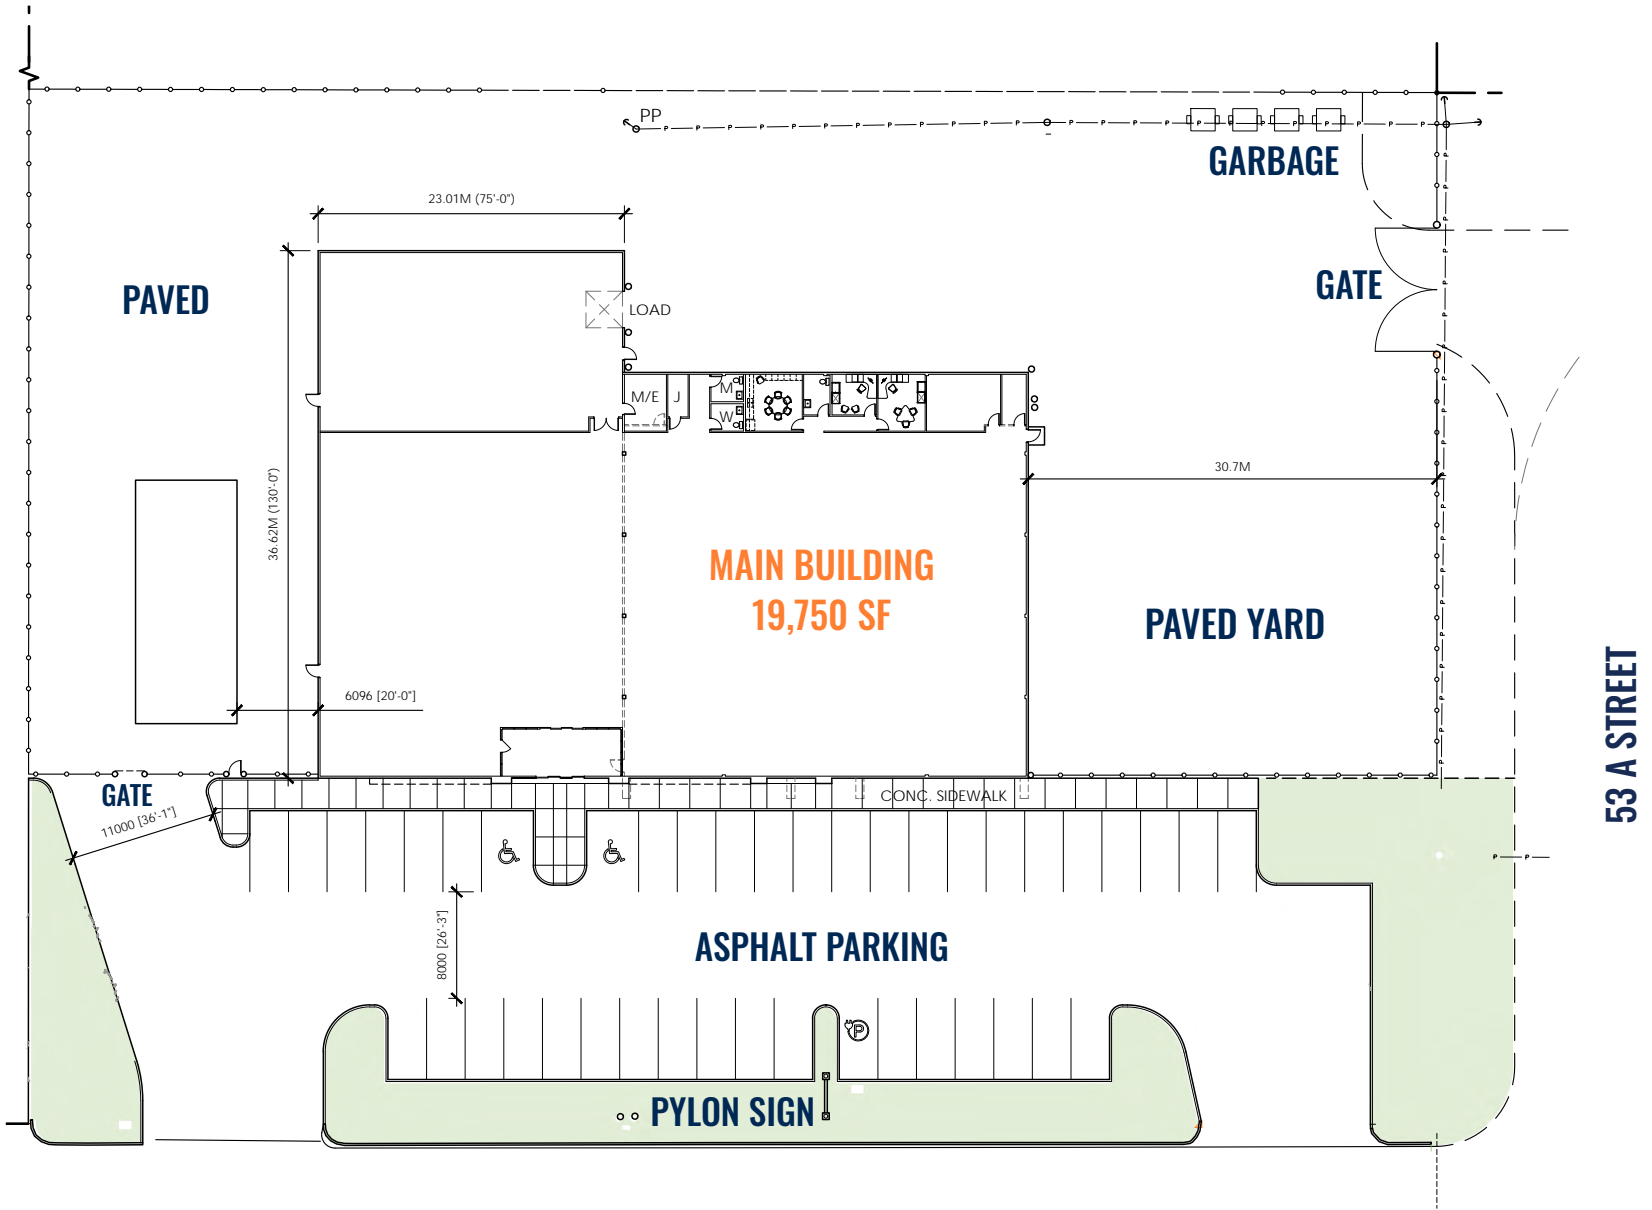 PP
GARBAGE
23.01M (75'-0")
PAVED
GATE
LOAD
M/E
J
M
W
30.7M
36.62M (130'-0")
MAIN BUILDING
19,750 SF
PAVED YARD
6096 [20'-0"]
53 A STREET
GATE
CONC. SIDEWALK
11000 [36'-1"]
8000 [26'-3"]
ASPHALT PARKING
P
PYLON SIGN